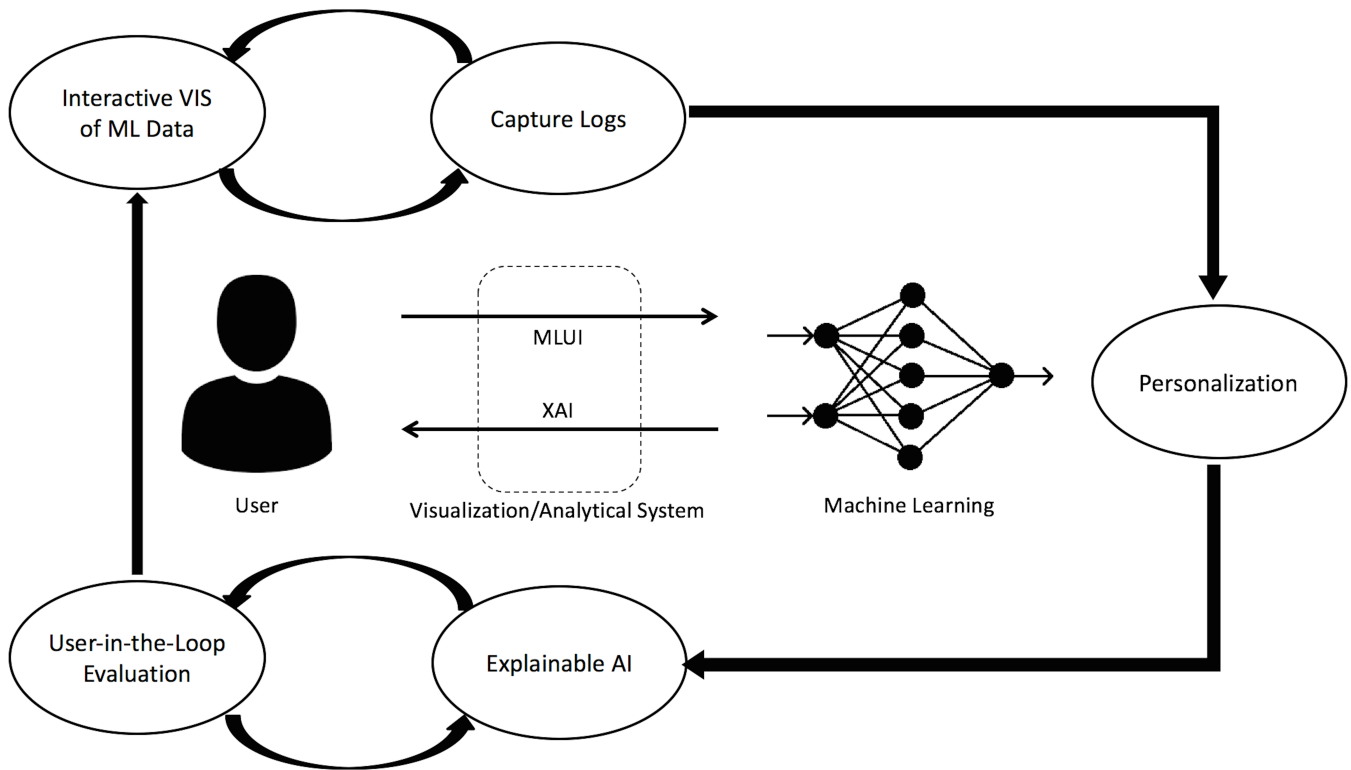 Interactive VIS
of ML Data
Capture Logs
MLUI
XAI
Personalization
User
Visualization/Analytical System
Machine Learning
User-in-the-Loop
Evaluation
Explainable AI